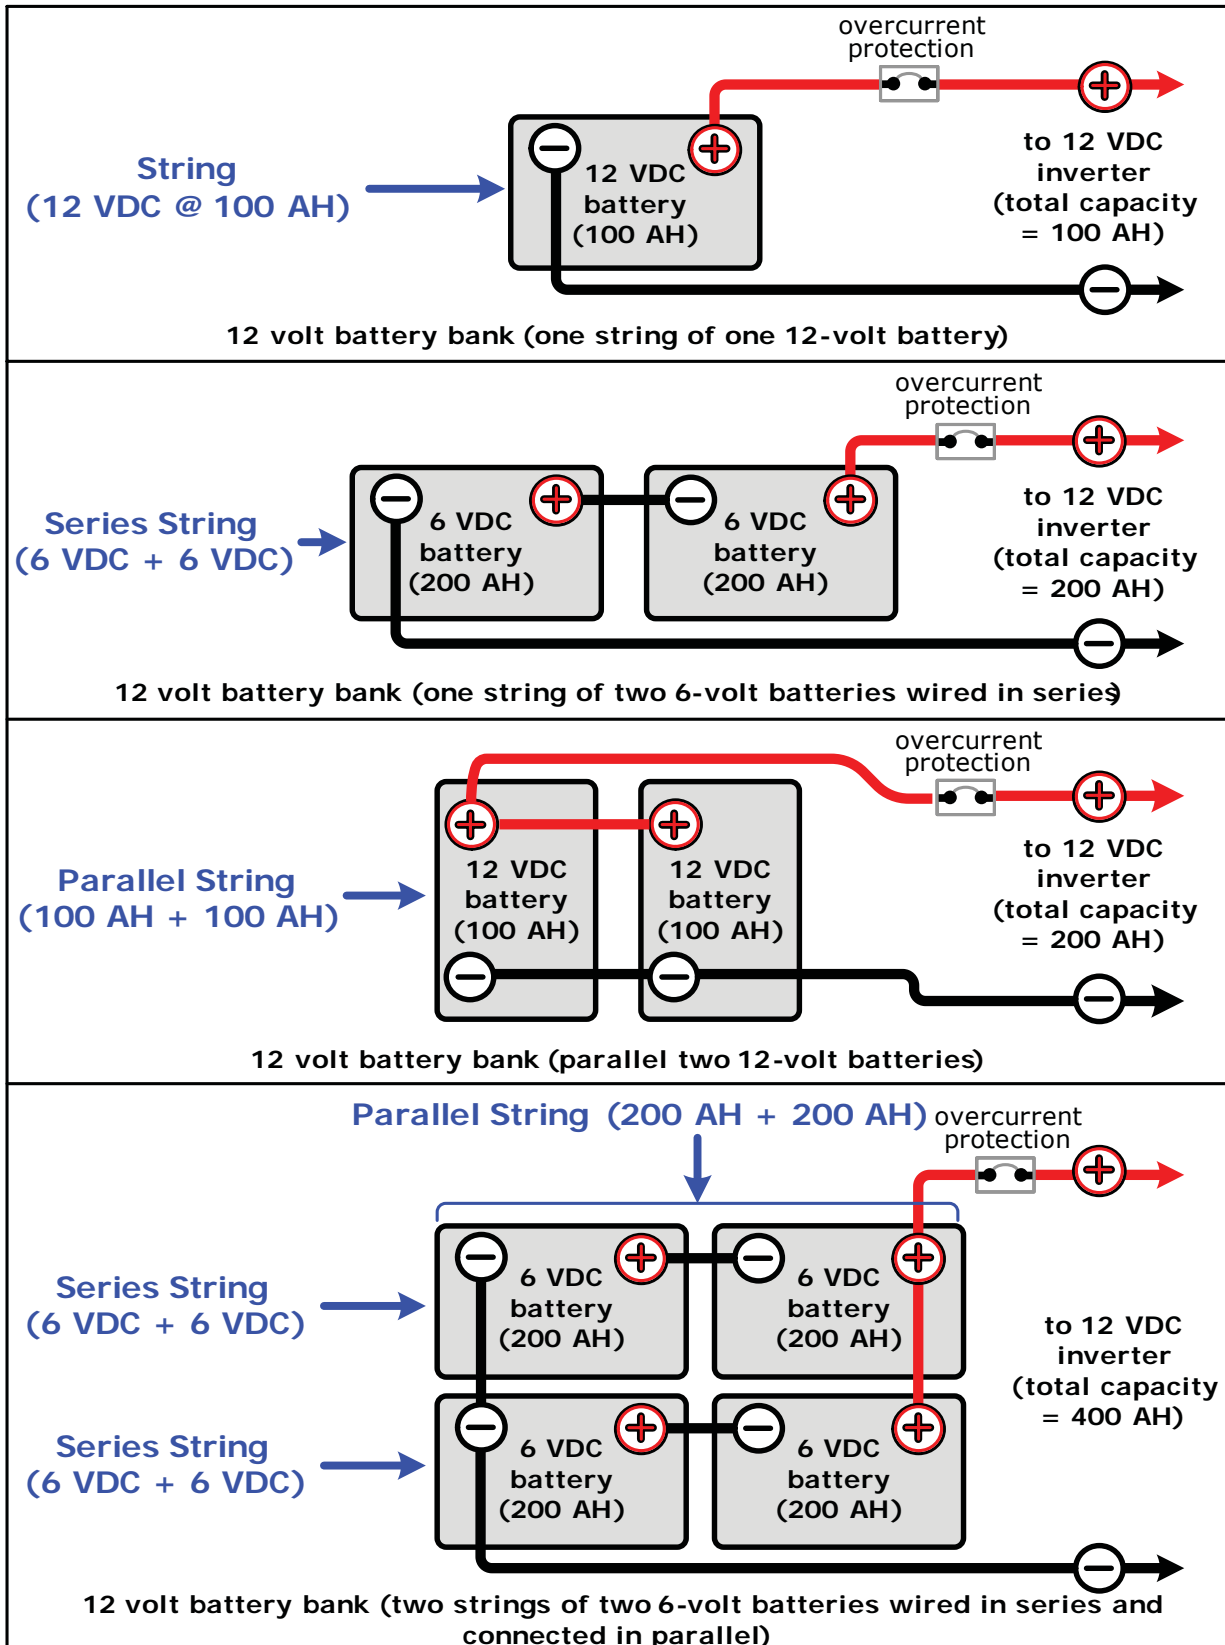 overcurrent
protection
String
(12 VDC @ 100 AH)
12 VDC
battery
(100 AH)
to 12 VDC
inverter
(total capacity
= 100 AH)
12 volt battery bank (one string of one 12-volt battery)
overcurrent
protection
Series String
(6 VDC + 6 VDC)
6 VDC
battery
(200 AH)
6 VDC
battery
(200 AH)
to 12 VDC
inverter
(total capacity
= 200 AH)
12 volt battery bank (one string of two 6-volt batteries wired in series)
overcurrent
protection
Parallel String
(100 AH + 100 AH)
12 VDC
battery
(100 AH)
12 VDC
battery
(100 AH)
to 12 VDC
inverter
(total capacity
= 200 AH)
12 volt battery bank (parallel two 12-volt batteries)
Parallel String (200 AH + 200 AH)
overcurrent
protection
Series String
(6 VDC + 6 VDC)
6 VDC
battery
(200 AH)
6 VDC
battery
(200 AH)
to 12 VDC
inverter
(total capacity
= 400 AH)
Series String
(6 VDC + 6 VDC)
6 VDC
battery
(200 AH)
6 VDC
battery
(200 AH)
12 volt battery bank (two strings of two 6-volt batteries wired in series and
connected in parallel)